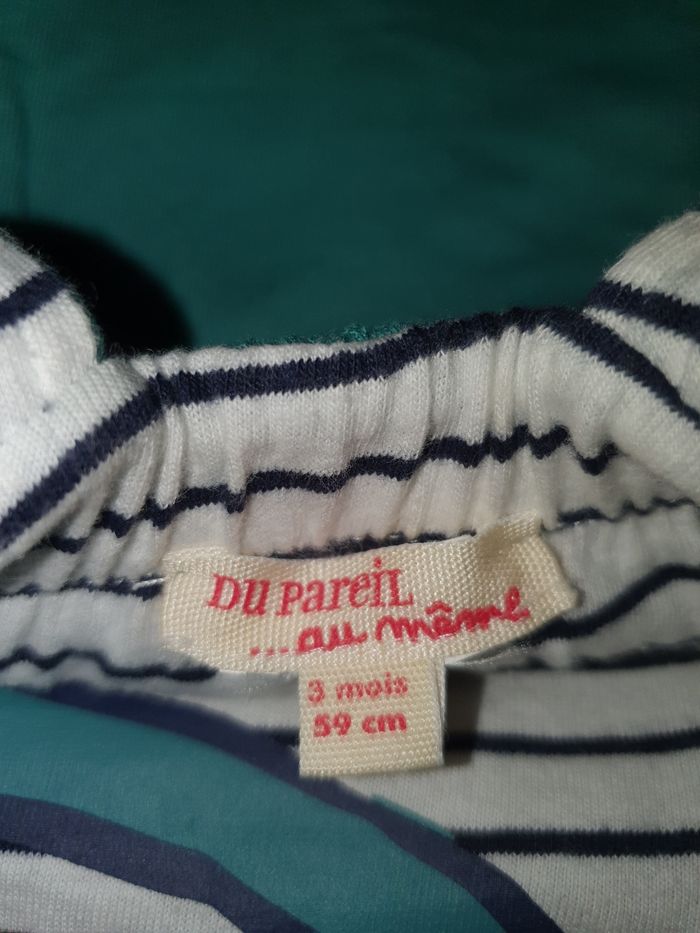 DU PAREIL
...au même
3 mois
59 cm